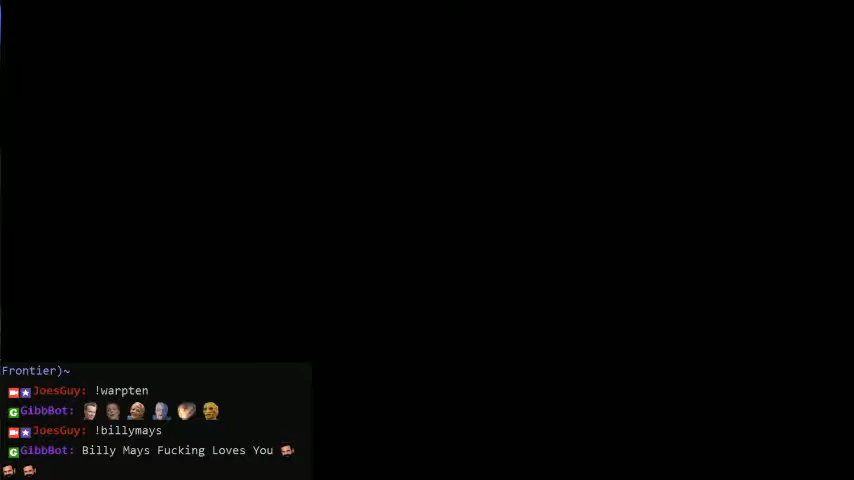 Frontier)~
JoesGuy: !warpten
GibbBot:
JoesGuy: !billymays
GibbBot: Billy Mays Fucking Loves You